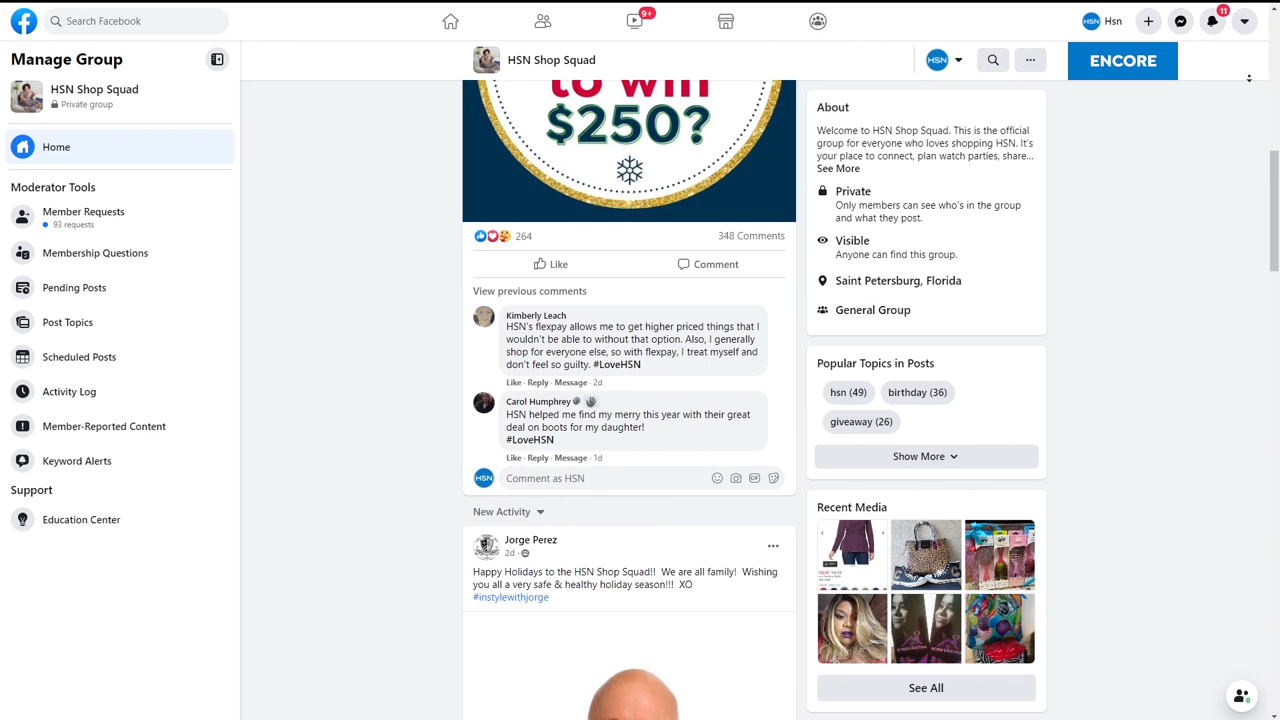 Search Facebook
9+
Hsn
11
Manage Group
HSN Shop Squad
Private group
Home
Moderator Tools
Member Requests
93 requests
Membership Questions
Pending Posts
Post Topics
Scheduled Posts
Activity Log
Member-Reported Content
Keyword Alerts
Support
Education Center
HSN Shop Squad
HSN
ENCORE
to win
$250?
264
348 Comments
Like
Comment
View previous comments
Kimberly Leach
HSN's flexpay allows me to get higher priced things that I
wouldn't be able to without that option. Also, I generally
shop for everyone else, so with flexpay, I treat myself and
don't feel so guilty. #LoveHSN
Like · Reply · Message · 2d
Carol Humphrey
HSN helped me find my merry this year with their great
deal on boots for my daughter!
#LoveHSN
Like · Reply · Message · 1d
HSN
Comment as HSN
GIF
New Activity
Jorge Perez
2d
Happy Holidays to the HSN Shop Squad!! We are all family! Wishing
you all a very safe & healthy holiday season!!! XO
#instylewithjorge
About
Welcome to HSN Shop Squad. This is the official
group for everyone who loves shopping HSN. It's
your place to connect, plan watch parties, share...
See More
Private
Only members can see who's in the group
and what they post.
Visible
Anyone can find this group.
Saint Petersburg, Florida
General Group
Popular Topics in Posts
hsn (49)
birthday (36)
giveaway (26)
Show More
Recent Media
See All